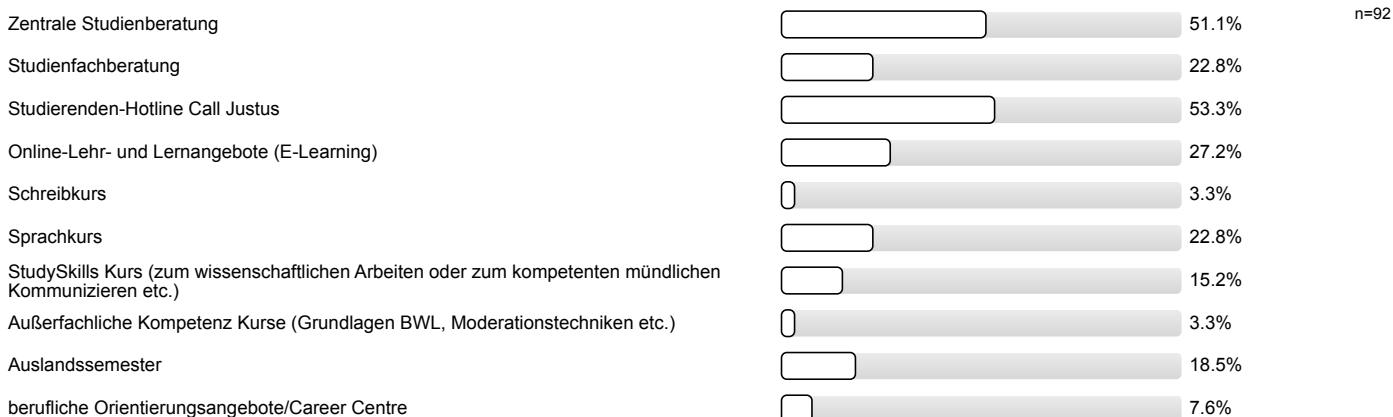 Zentrale Studienberatung 51.1% n=92
Studienfachberatung 22.8%
Studierenden-Hotline Call Justus 53.3%
Online-Lehr- und Lernangebote (E-Learning) 27.2%
Schreibkurs 3.3%
Sprachkurs 22.8%
StudySkills Kurs (zum wissenschaftlichen Arbeiten oder zum kompetenten mündlichen
Kommunizieren etc.) 15.2%
Außerfachliche Kompetenz Kurse (Grundlagen BWL, Moderationstechniken etc.) 3.3%
Auslandssemester 18.5%
berufliche Orientierungsangebote/Career Centre 7.6%